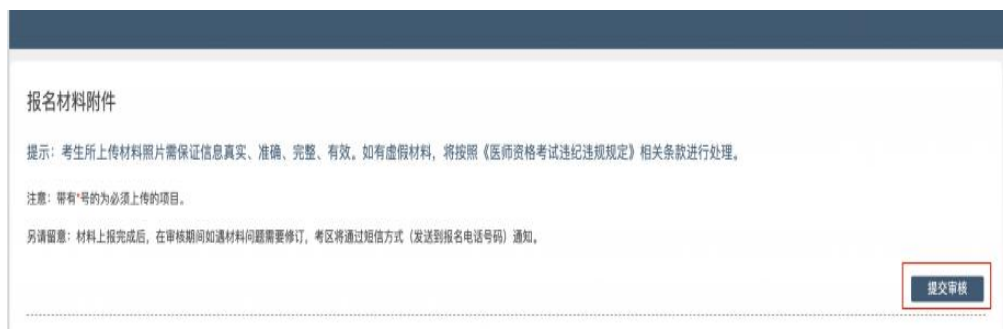 报名材料附件
提示：考生所上传材料照片需保证信息真实、准确、完整、有效。如有虚假材料，将按照《医师资格考试违纪违规规定》相关条款进行处理。
注意：带有*号的为必须上传的项目。
另请留意：材料上报完成后，在审核期间如遇材料问题需要修订，考区将通过短信方式（发送到报名电话号码）通知。
提交审核